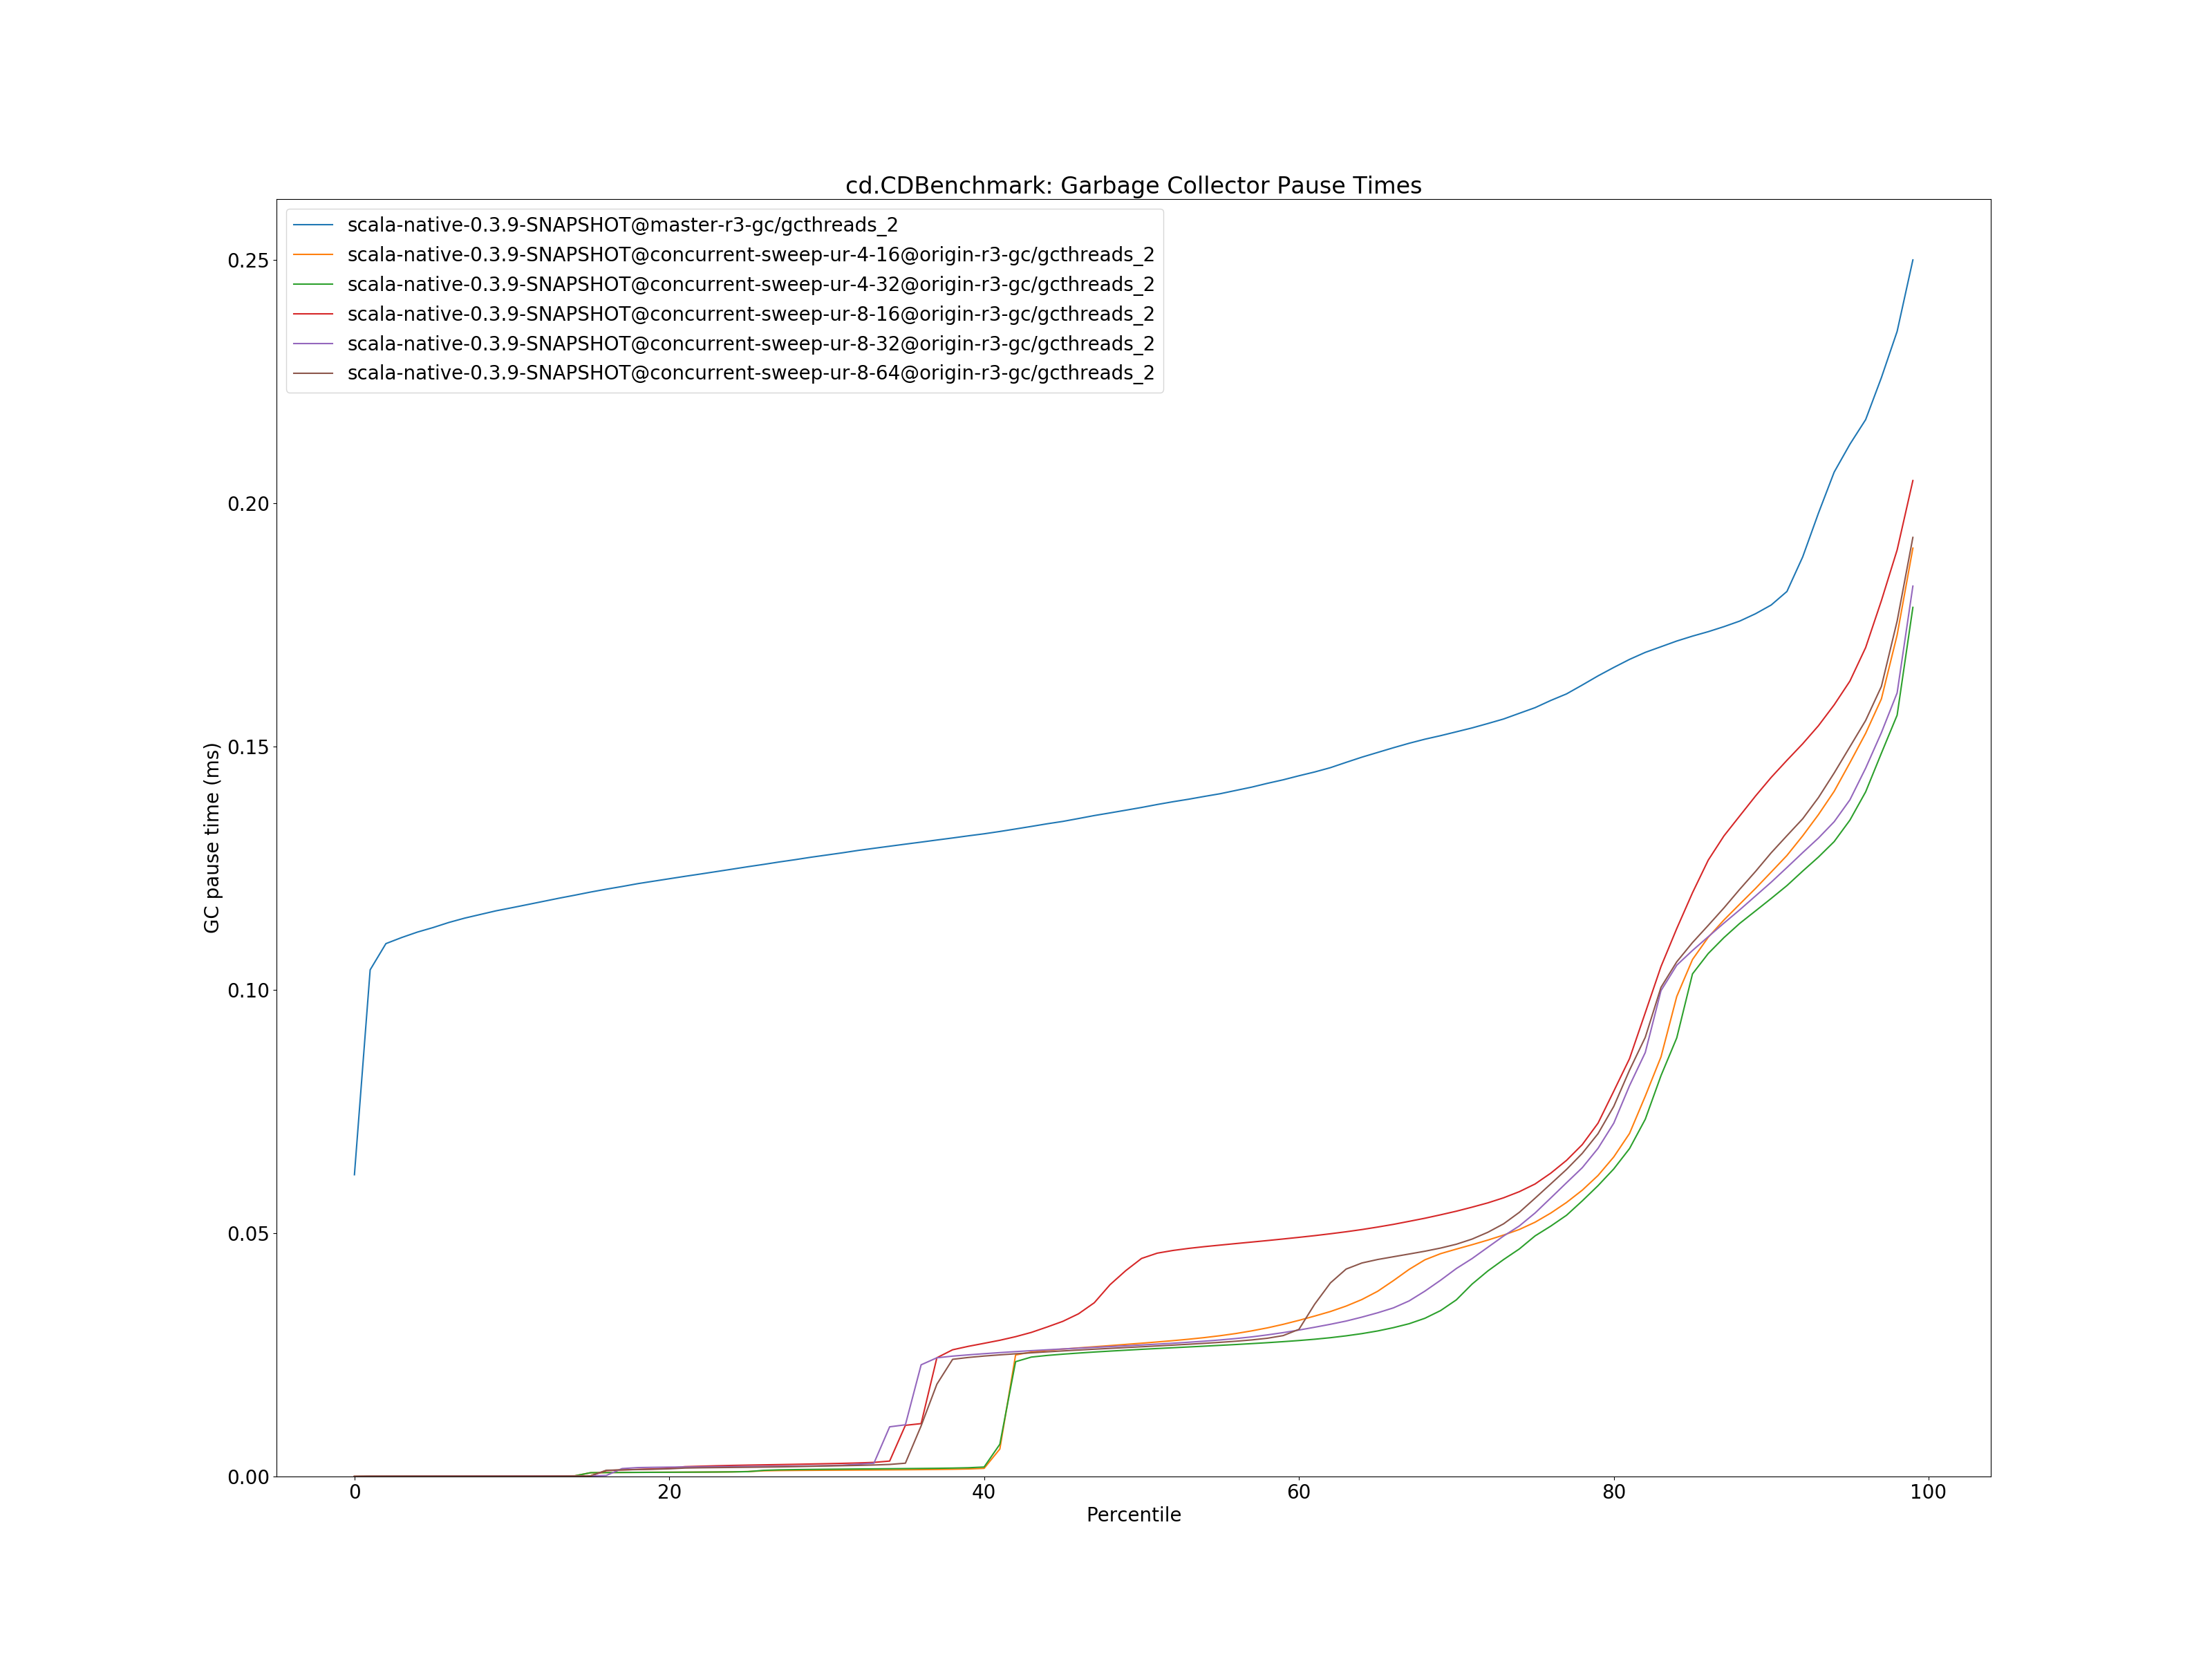 cd.CDBenchmark: Garbage Collector Pause Times
scala-native-0.3.9-SNAPSHOT@master-r3-gc/gcthreads_2
scala-native-0.3.9-SNAPSHOT@concurrent-sweep-ur-4-16@origin-r3-gc/gcthreads_2
scala-native-0.3.9-SNAPSHOT@concurrent-sweep-ur-4-32@origin-r3-gc/gcthreads_2
scala-native-0.3.9-SNAPSHOT@concurrent-sweep-ur-8-16@origin-r3-gc/gcthreads_2
scala-native-0.3.9-SNAPSHOT@concurrent-sweep-ur-8-32@origin-r3-gc/gcthreads_2
scala-native-0.3.9-SNAPSHOT@concurrent-sweep-ur-8-64@origin-r3-gc/gcthreads_2
GC pause time (ms)
0.25
0.20
0.15
0.10
0.05
0.00
0 20 40 60 80 100
Percentile